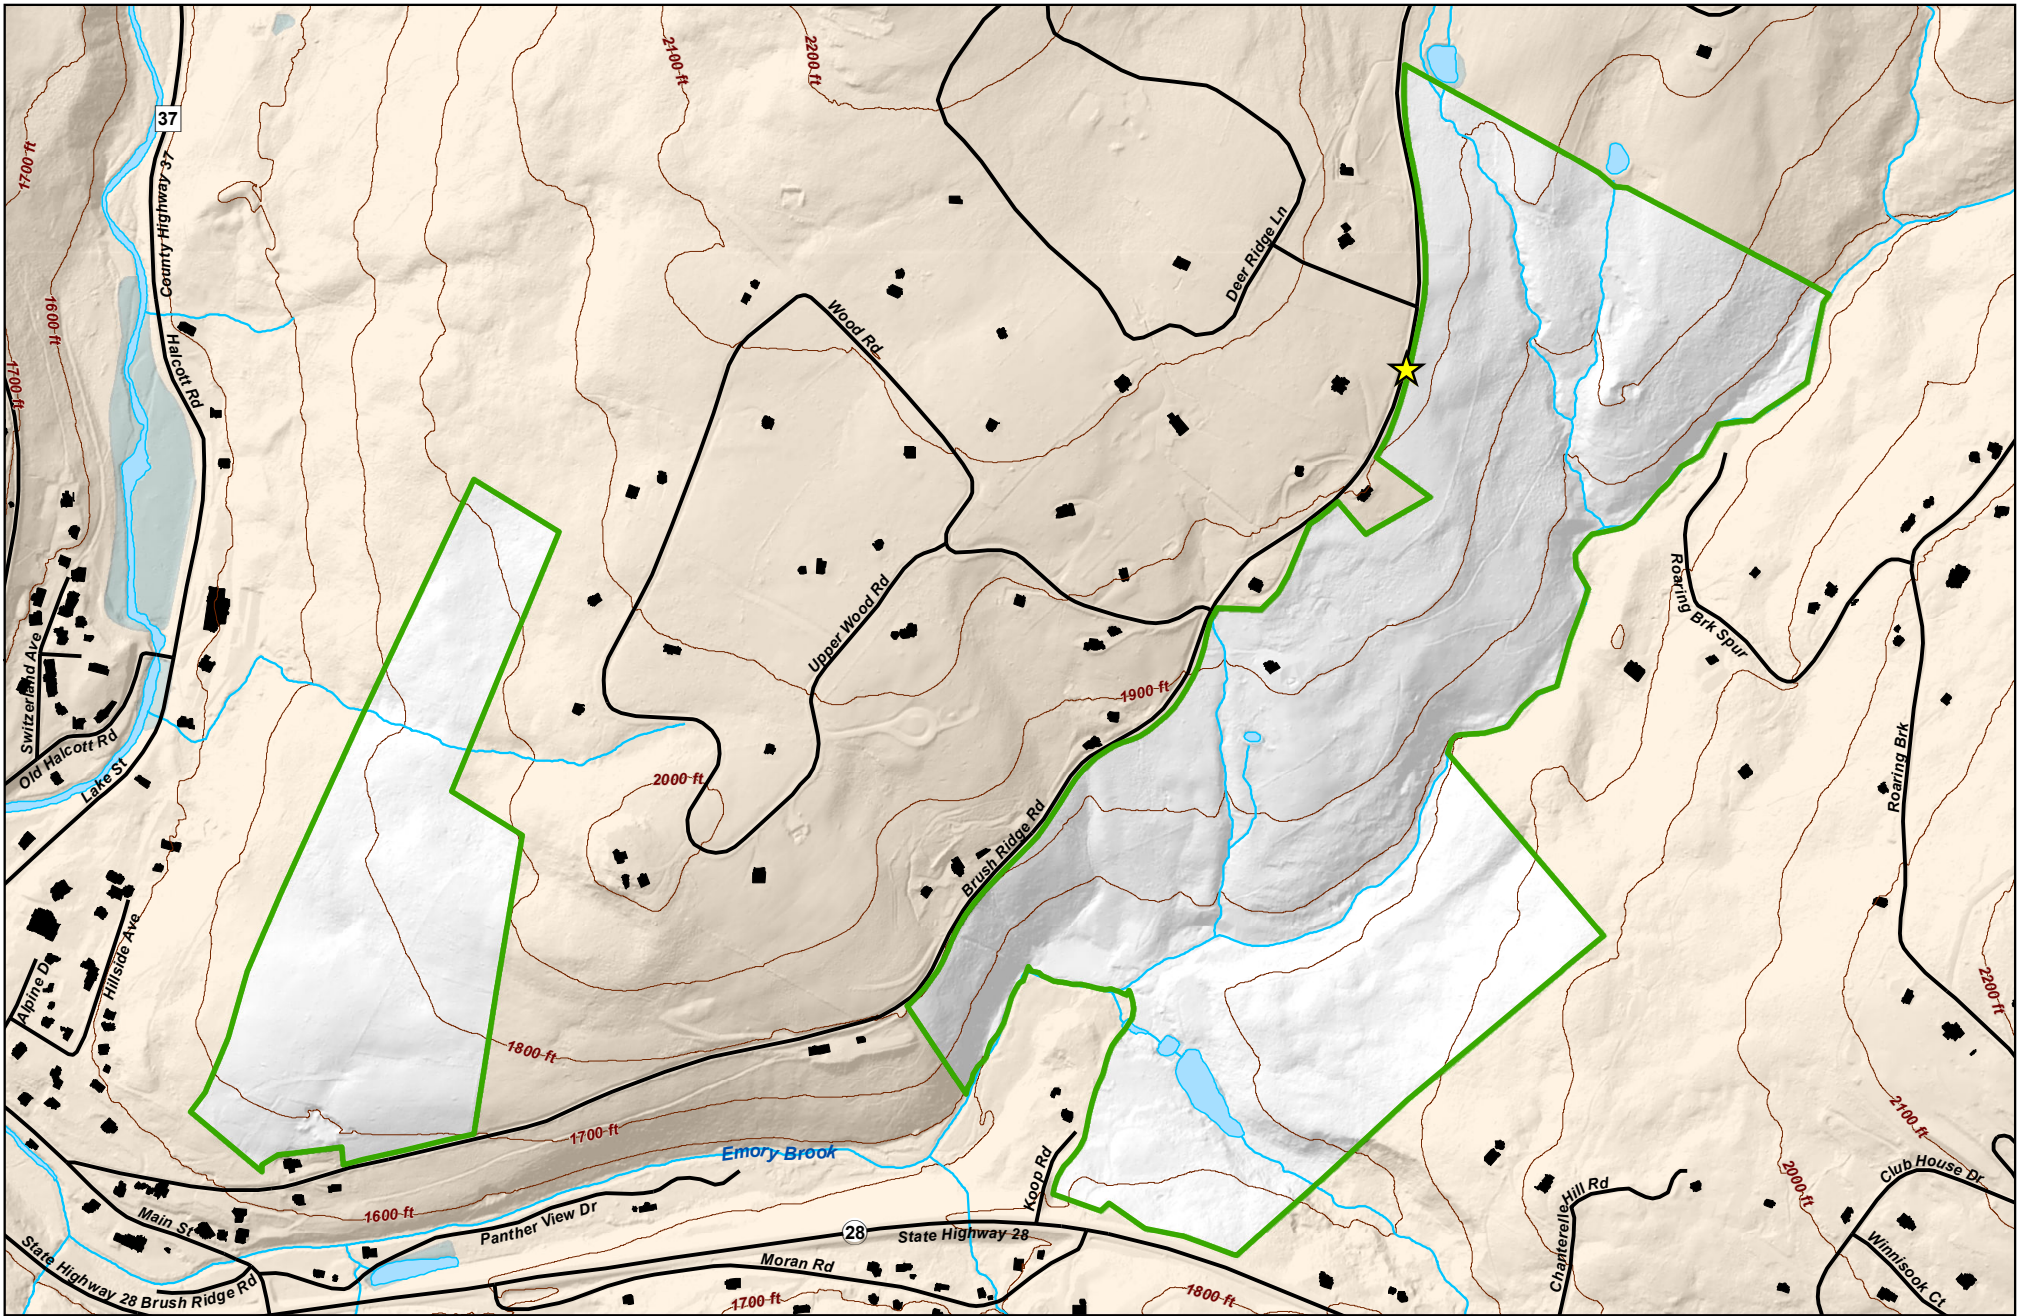 2100 ft
2200 ft
37
1700 ft
County Highway 37
Deer Ridge Ln
1600 ft
Wood Rd
Halcott Rd
1700 ft
Upper Wood Rd
Roaring Brk Spur
Switzerland Ave
1900 ft
Old Halcott Rd
Lake St
2000 ft
Roaring Brk
Brush Ridge Rd
Hillside Ave
Alpine D
2200 ft
1800 ft
1700 ft
2100 ft
Emory Brook
Koop Rd
Club House Dr
2000 ft
Hill Rd
Chanterelle
1600 ft
Main St
Panther View Dr
28
State Highway 28
Winnisook Ct
State Highway 28
Brush Ridge Rd
Moran Rd
1700 ft
1800 ft